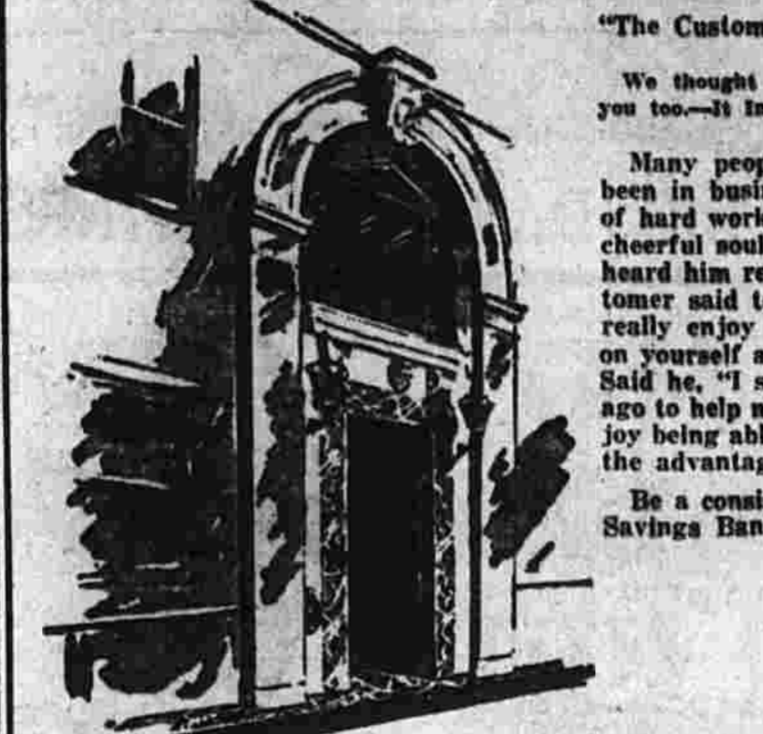 "The Custom
We thought
you too.—It In
Many peop
been in busi
of hard work
cheerful soul
heard him re
tomer said t
really enjoy
on yourself a
Said he, "I s
ago to help m
joy being abl
the advantag
Be a consi
Savings Ban